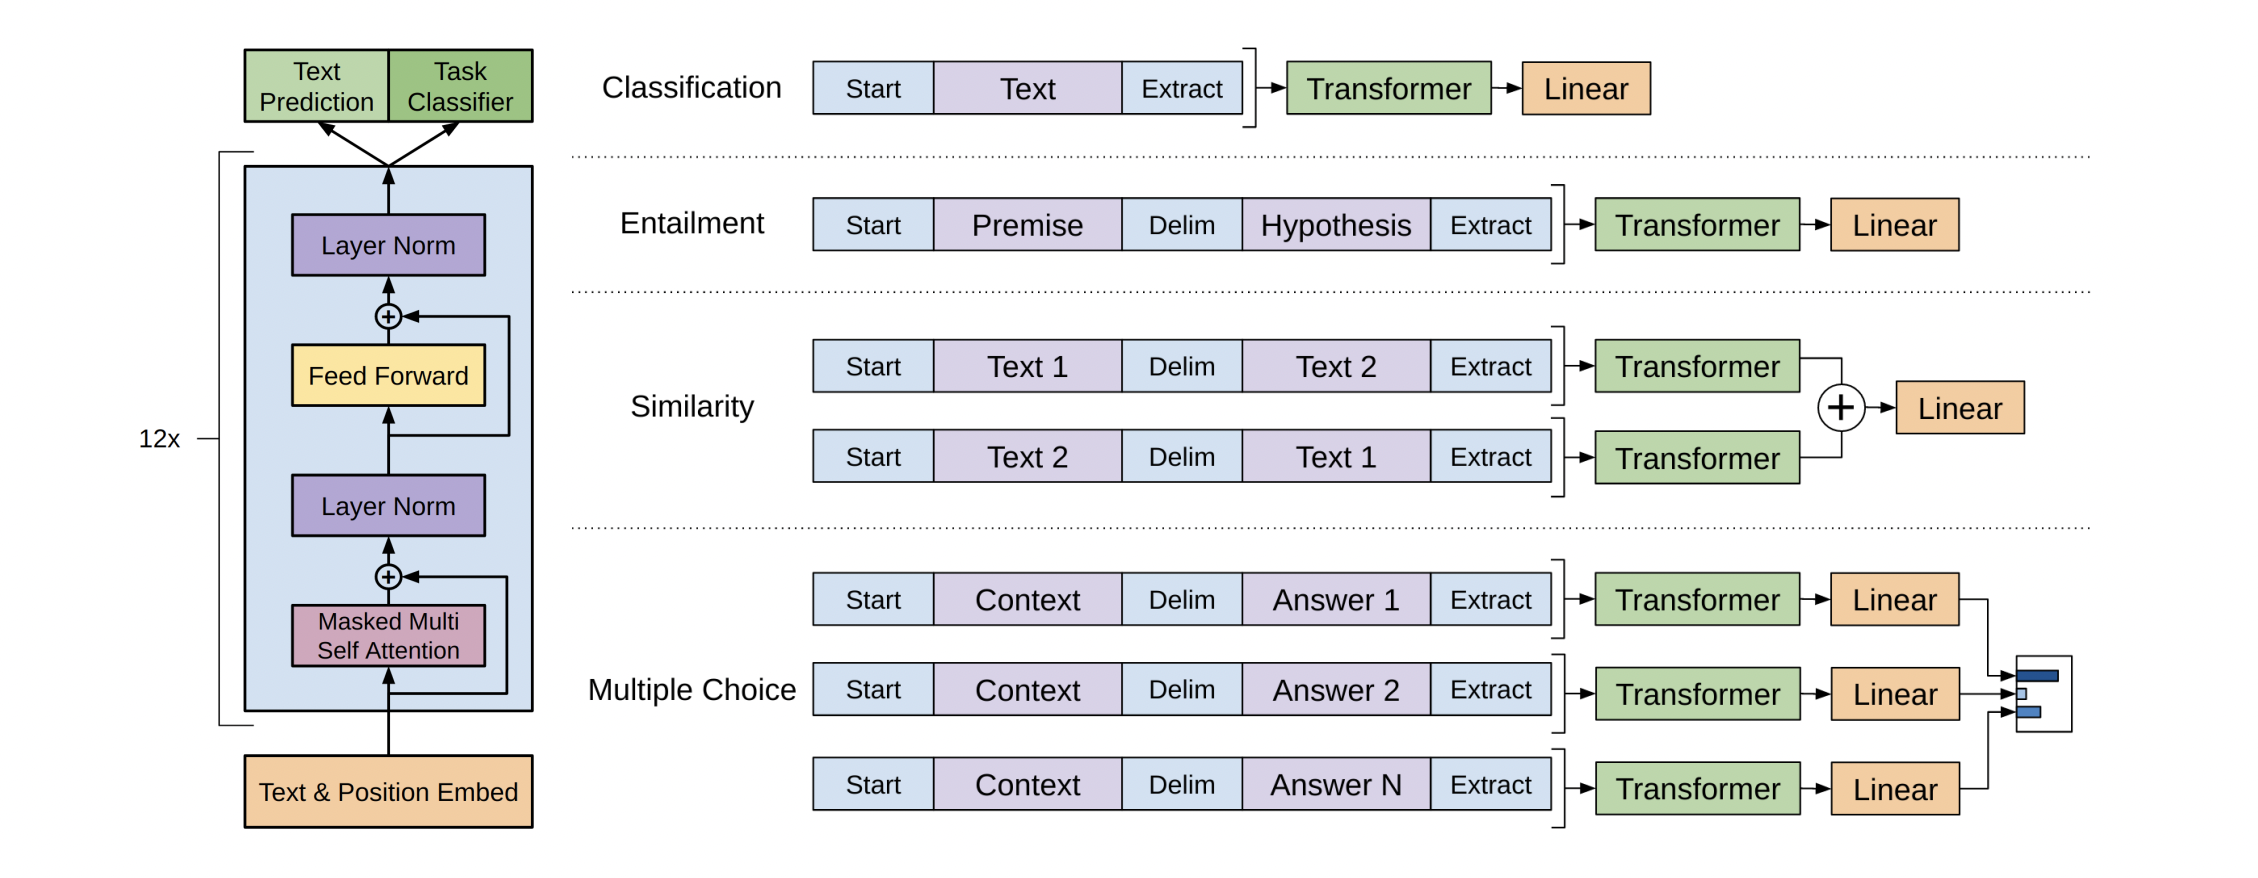 Text
Prediction
Task
Classifier
12x
Layer Norm
Feed Forward
Layer Norm
Masked Multi
Self Attention
Text & Position Embed
Classification
Start Text Extract Transformer Linear
Entailment
Start Premise Delim Hypothesis Extract Transformer Linear
Similarity
Start Text 1 Delim Text 2 Extract Transformer
Start Text 2 Delim Text 1 Extract Transformer
Linear
Multiple Choice
Start Context Delim Answer 1 Extract Transformer Linear
Start Context Delim Answer 2 Extract Transformer Linear
Start Context Delim Answer N Extract Transformer Linear